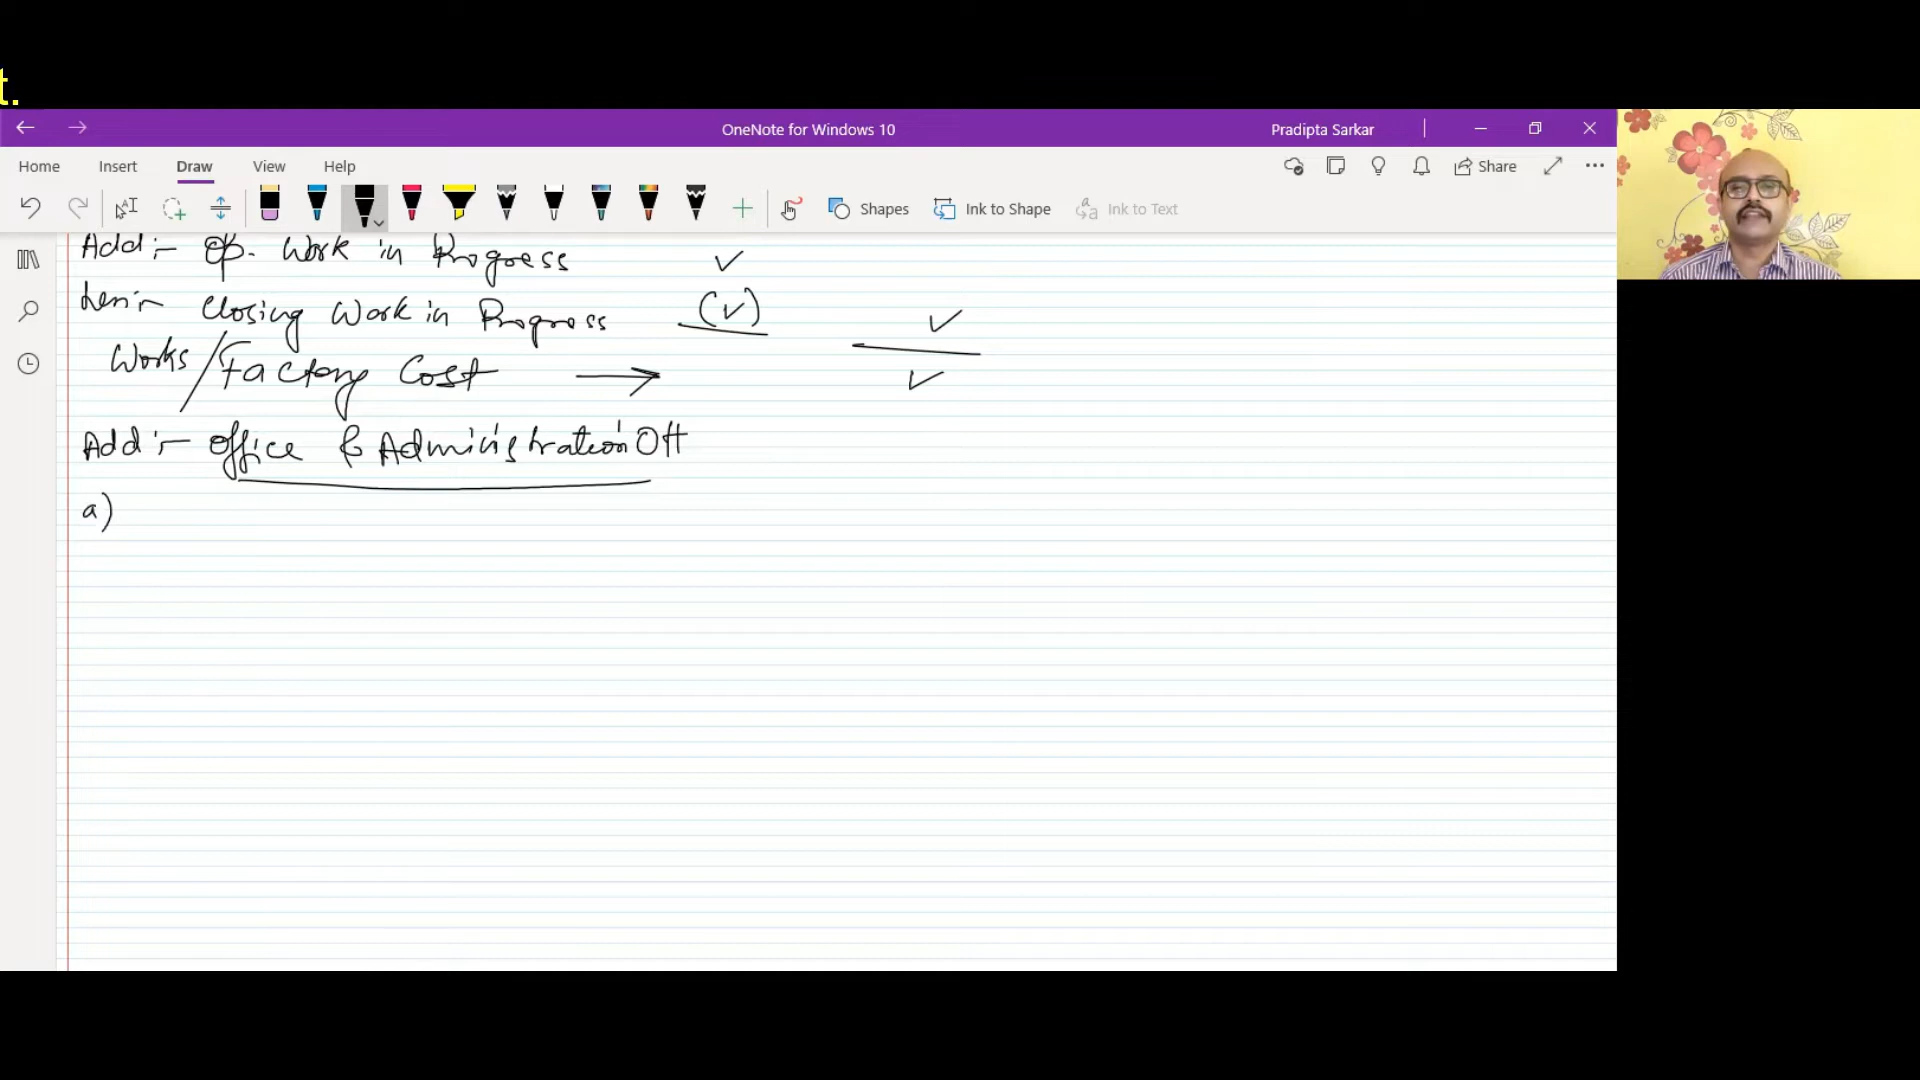 t.
OneNote for Windows 10
Pradipta Sarkar
Home Insert Draw View Help
Share
Shapes
Ink to Shape
Ink to Text
Add:- Op. Work in Progress ✓
Less:- Closing Work in Progress (✓) ✓
Works/Factory Cost → ✓
Add:- Office & Administration OH
a)